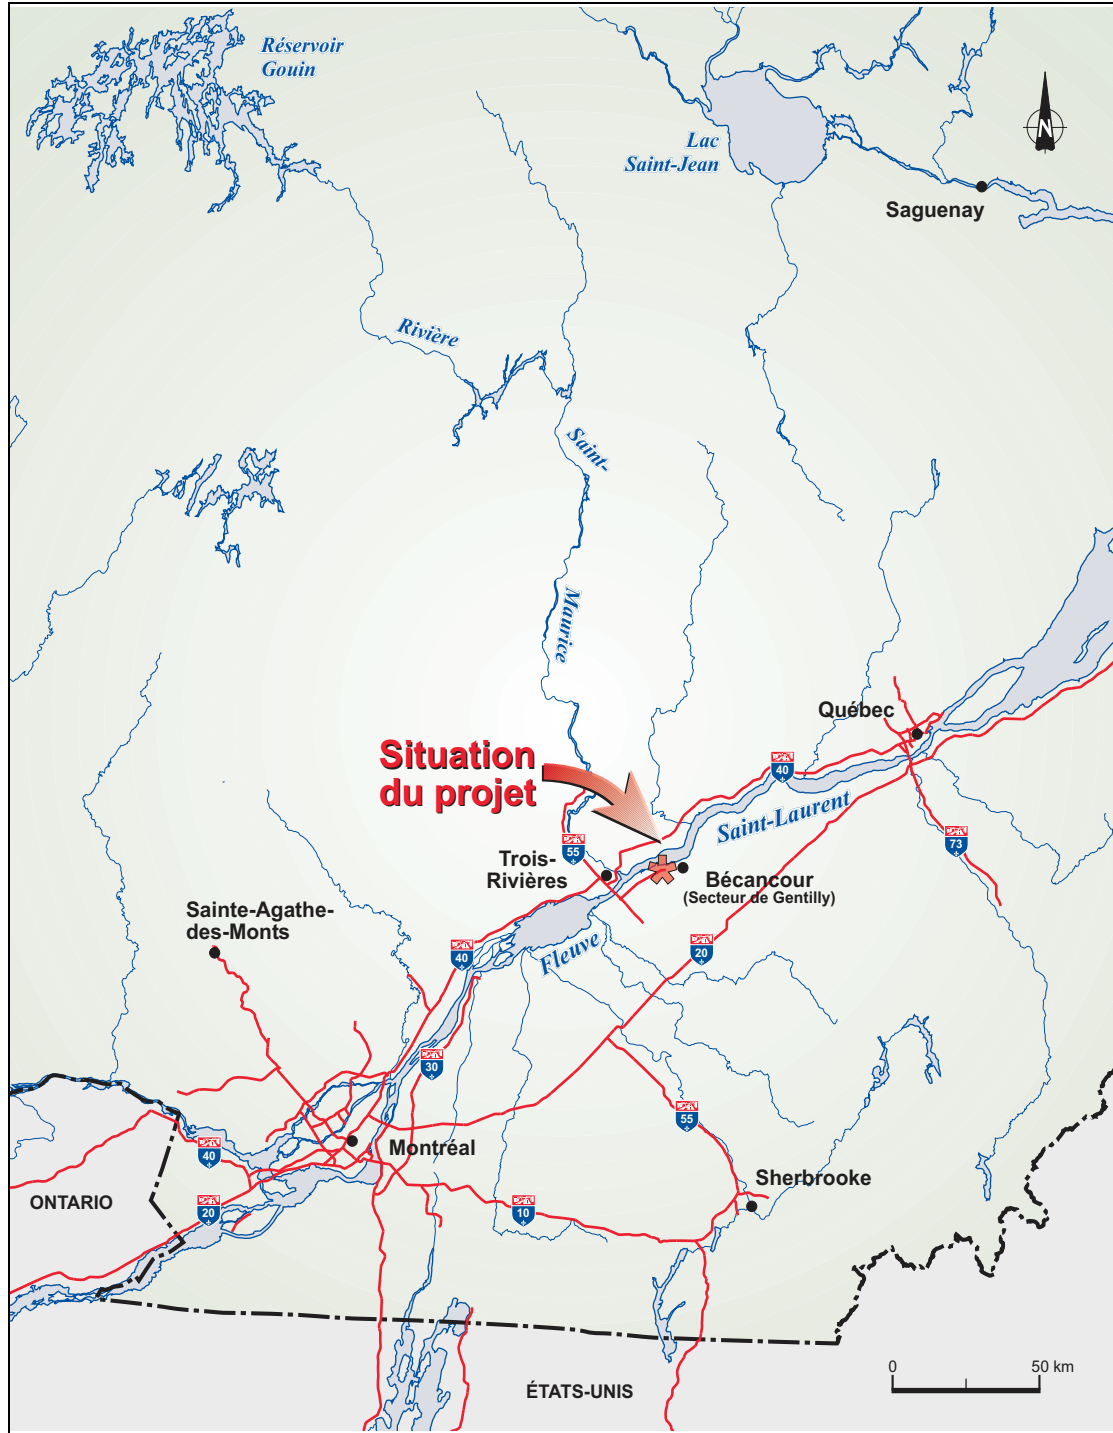 Réservoir
Gouin
Lac
Saint-Jean
N
Saguenay
Rivière
Saint-
Maurice
Québec
Situation
du projet
40
Saint-Laurent
55
73
Trois-
Rivières
Bécancour
(Secteur de Gentilly)
Sainte-Agathe-
des-Monts
40
Fleuve
20
30
55
Montréal
40
Sherbrooke
ONTARIO
20
10
0
50 km
ÉTATS-UNIS